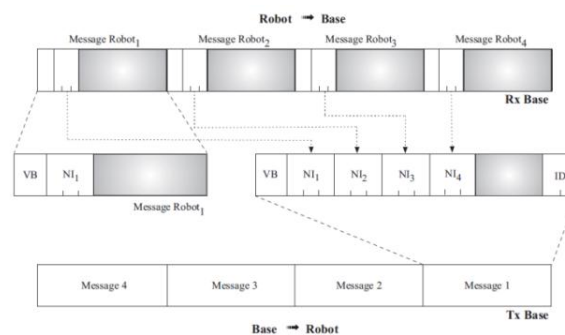 Robot → Base
Message Robot1 Message Robot2 Message Robot3 Message Robot4
Rx Base
VB NI1 VB NI1 NI2 NI3 NI4 ID
Message Robot1
Message 4 Message 3 Message 2 Message 1
Tx Base
Base → Robot